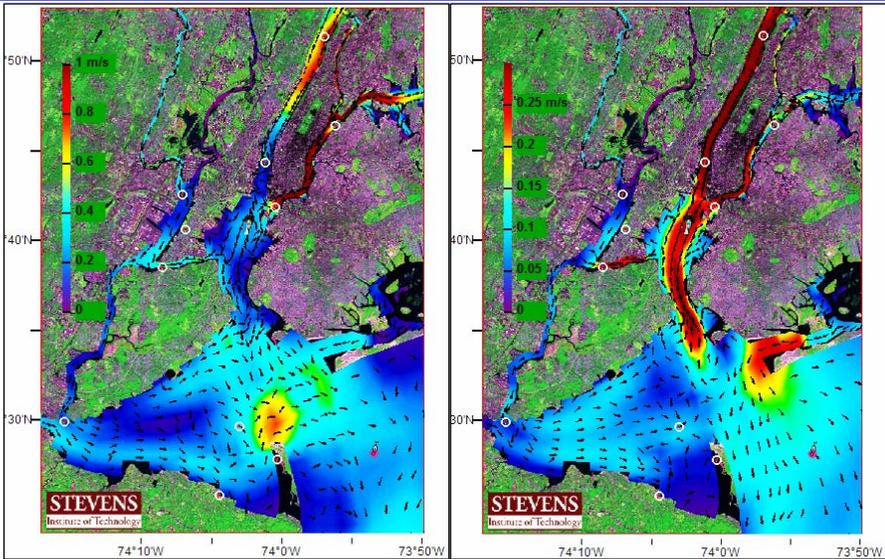 °50'N
40'N
30'N
1 m/s
0.8
0.6
0.4
0.2
0
STEVENS
Institute of Technology
74°10'W
74°0'W
73°50'W
50'N
40'N
30'N
0.25 m/s
0.2
0.15
0.1
0.05
0
STEVENS
Institute of Technology
74°10'W
74°0'W
73°50'W